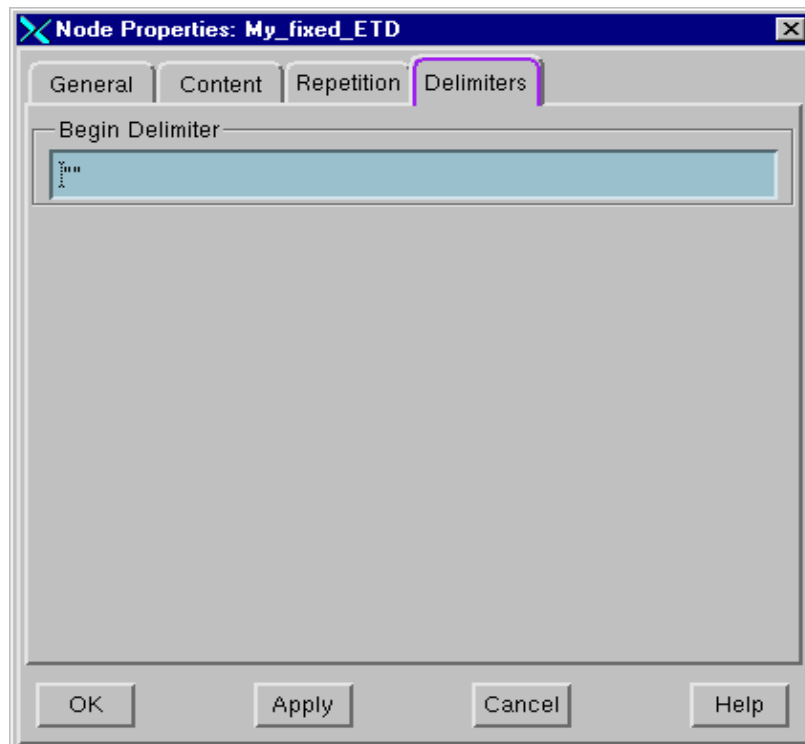 Node Properties: My_fixed_ETD
General Content Repetition Delimiters
Begin Delimiter
""
OK Apply Cancel Help